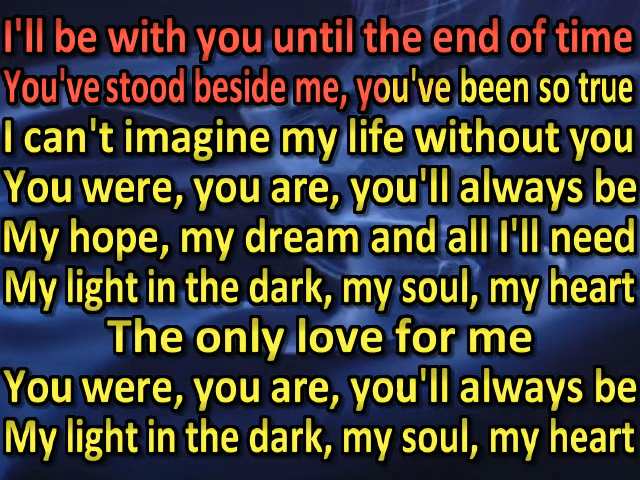 I'll be with you until the end of time
You've stood beside me, you've been so true
I can't imagine my life without you
You were, you are, you'll always be
My hope, my dream and all I'll need
My light in the dark, my soul, my heart
The only love for me
You were, you are, you'll always be
My light in the dark, my soul, my heart